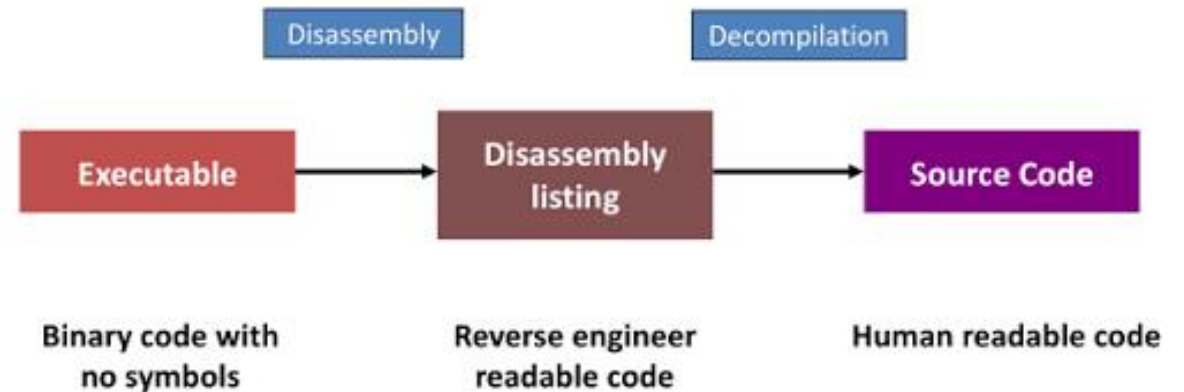 Disassembly
Decompilation
Executable
Disassembly
listing
Source Code
Binary code with
no symbols
Reverse engineer
readable code
Human readable code